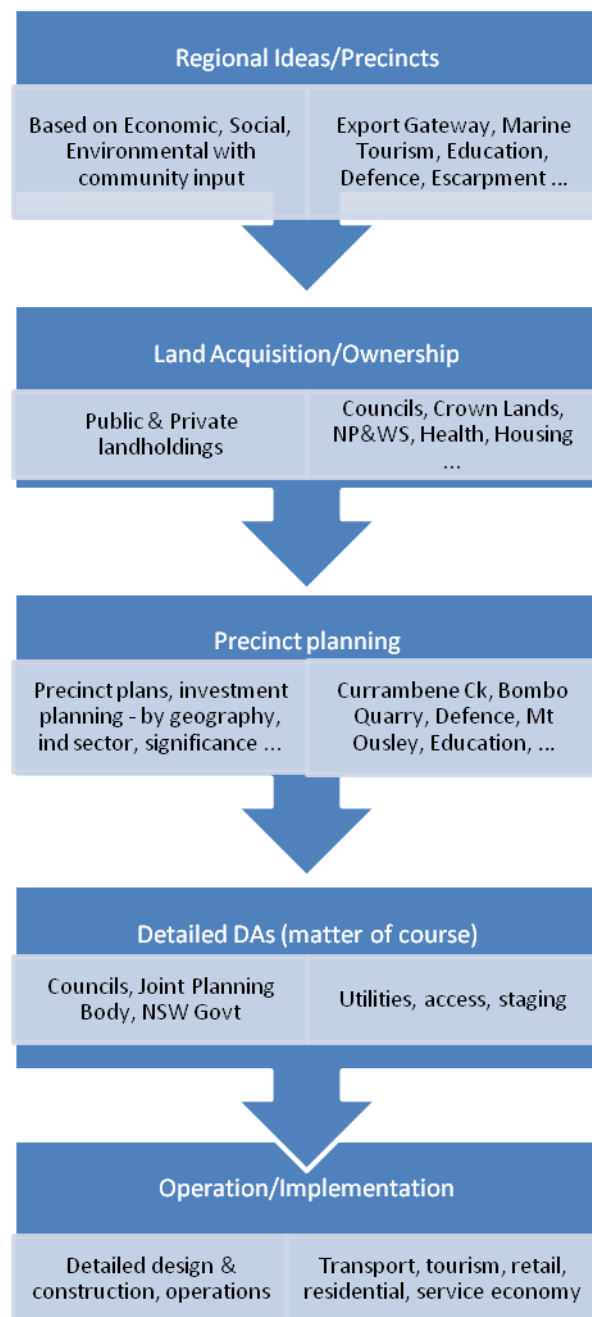 Regional Ideas/Precincts
Based on Economic, Social,
Environmental with
community input
Export Gateway, Marine
Tourism, Education,
Defence, Escarpment ...
Land Acquisition/Ownership
Public & Private
landholdings
Councils, Crown Lands,
NP&WS, Health, Housing
...
Precinct planning
Precinct plans, investment
planning - by geography,
ind sector, significance ...
Currambene Ck, Bombo
Quarry, Defence, Mt
Ousley, Education, ...
Detailed DAs (matter of course)
Councils, Joint Planning
Body, NSW Govt
Utilities, access, staging
Operation/Implementation
Detailed design &
construction, operations
Transport, tourism, retail,
residential, service economy